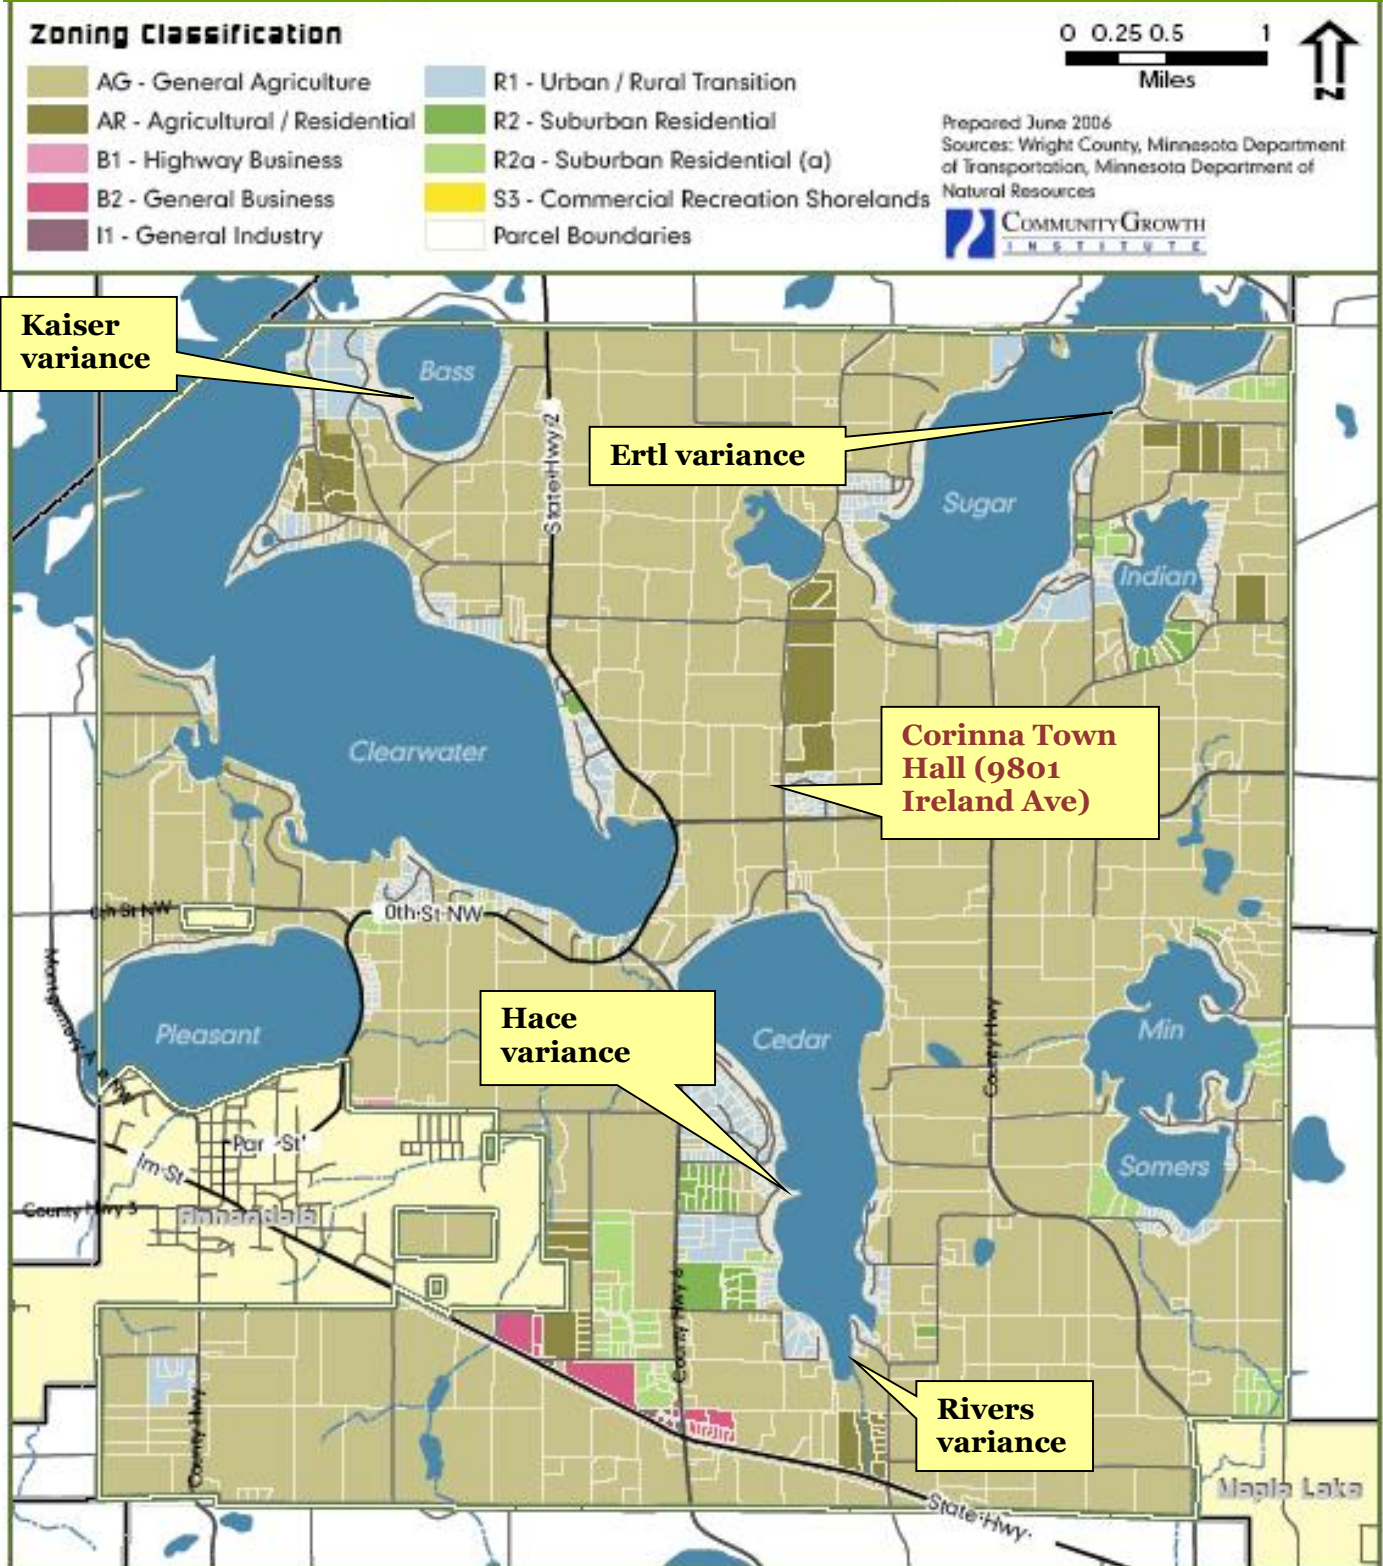 Zoning Classification
AG - General Agriculture
AR - Agricultural / Residential
B1 - Highway Business
B2 - General Business
I1 - General Industry
R1 - Urban / Rural Transition
R2 - Suburban Residential
R2a - Suburban Residential (a)
S3 - Commercial Recreation Shorelands
Parcel Boundaries
0 0.25 0.5 1
Miles
N
Prepared June 2006
Sources: Wright County, Minnesota Department
of Transportation, Minnesota Department of
Natural Resources
COMMUNITY GROWTH
INSTITUTE
Kaiser
variance
Bass
State Hwy 2
Ertl variance
Sugar
Indian
Clearwater
Corinna Town
Hall (9801
Ireland Ave)
0th St NW
Pleasant
Hace
variance
Cedar
County Hwy
Min
Somers
Park St
County Hwy 3
Annandale
County Hwy 6
County Hwy
Rivers
variance
State Hwy
Maple Lake